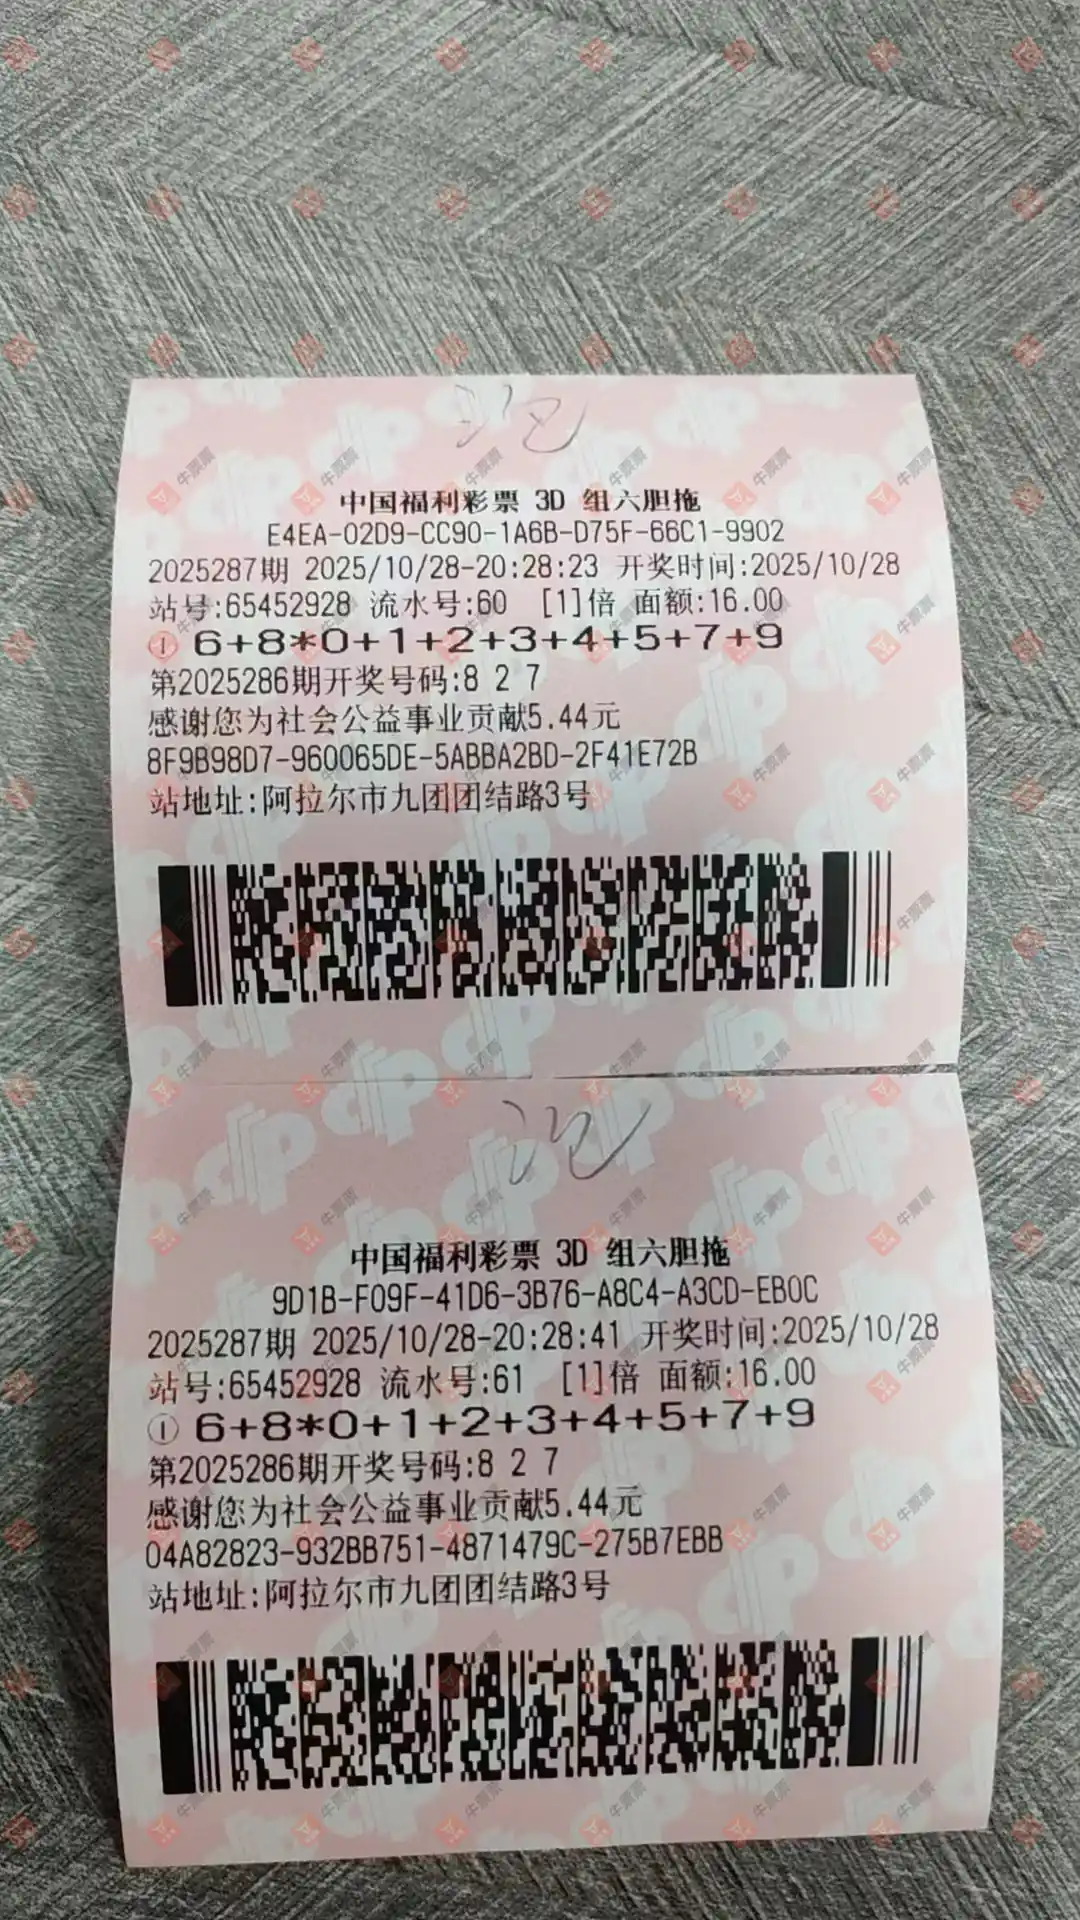 中国福利彩票 3D 组六胆拖
E4EA-02D9-CC90-1A6B-D75F-66C1-9902
2025287期 2025/10/28-20:28:23 开奖时间:2025/10/28
站号:65452928 流水号:60 [1]倍 面额:16.00
① 6+8*0+1+2+3+4+5+7+9
第2025286期开奖号码:8 2 7
感谢您为社会公益事业贡献5.44元
8F9B98D7-960065DE-5ABBA2BD-2F41E72B
站地址:阿拉尔市九团团结路3号
中国福利彩票 3D 组六胆拖
9D1B-F09F-41D6-3B76-A8C4-A3CD-EB0C
2025287期 2025/10/28-20:28:41 开奖时间:2025/10/28
站号:65452928 流水号:61 [1]倍 面额:16.00
① 6+8*0+1+2+3+4+5+7+9
第2025286期开奖号码:8 2 7
感谢您为社会公益事业贡献5.44元
04A82823-932BB751-4871479C-275B7EBB
站地址:阿拉尔市九团团结路3号
牛票票